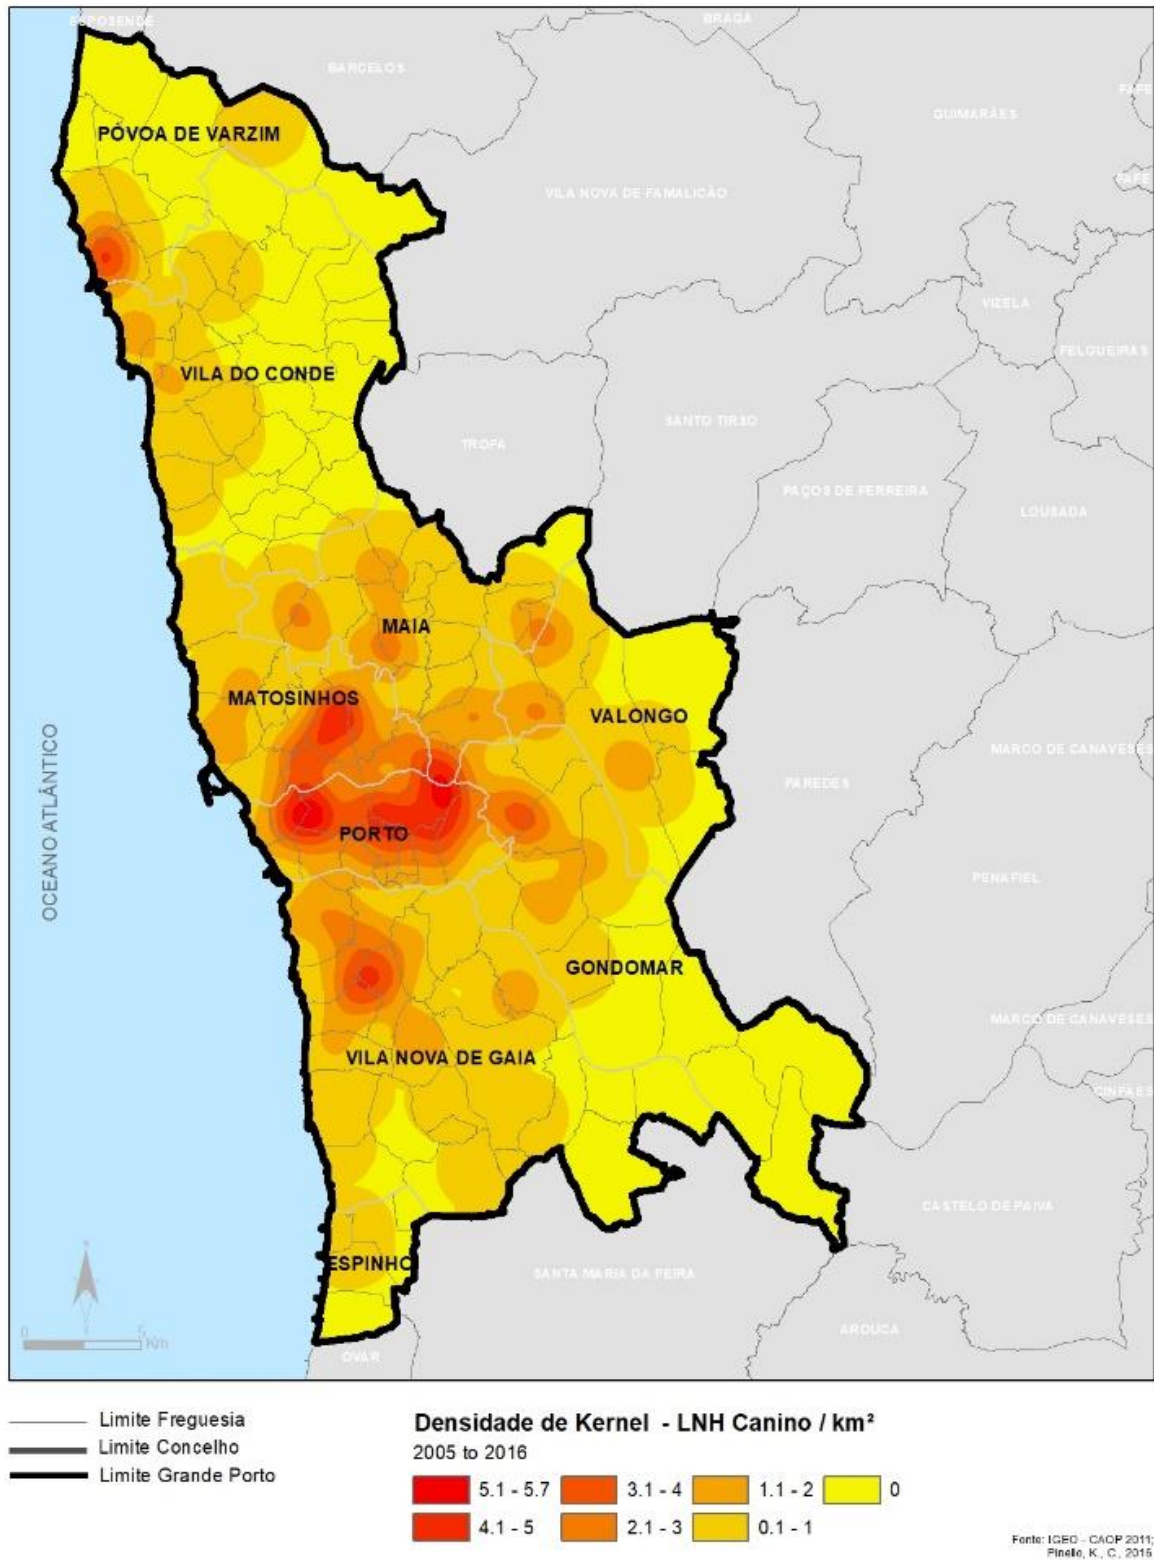 ESPOSENDE
BRAGA
BARCELOS
FAFE
GUIMARÃES
PÓVOA DE VARZIM
FAFE
VILA NOVA DE FAMALICÃO
VIZELA
FELGUEIRAS
VILA DO CONDE
SANTO TIRSO
TROFA
PAÇOS DE FERREIRA
LOUSADA
MAIA
MATOSINHOS
VALONGO
MARCO DE CANAVESES
OCEANO ATLÂNTICO
PAREDES
PORTO
PENAFIEL
GONDOMAR
MARCO DE CANAVESES
VILA NOVA DE GAIA
CINFÃES
CASTELO DE PAIVA
ESPINHO
SANTA MARIA DA FEIRA
N
0 5
Km
AROUCA
OVAR
Limite Freguesia
Limite Concelho
Limite Grande Porto
Densidade de Kernel - LNH Canino / km²
2005 to 2016
5.1 - 5.7 3.1 - 4 1.1 - 2 0
4.1 - 5 2.1 - 3 0.1 - 1
Fonte: IGEO - CAOP 2011;
Pinello, K., C., 2016